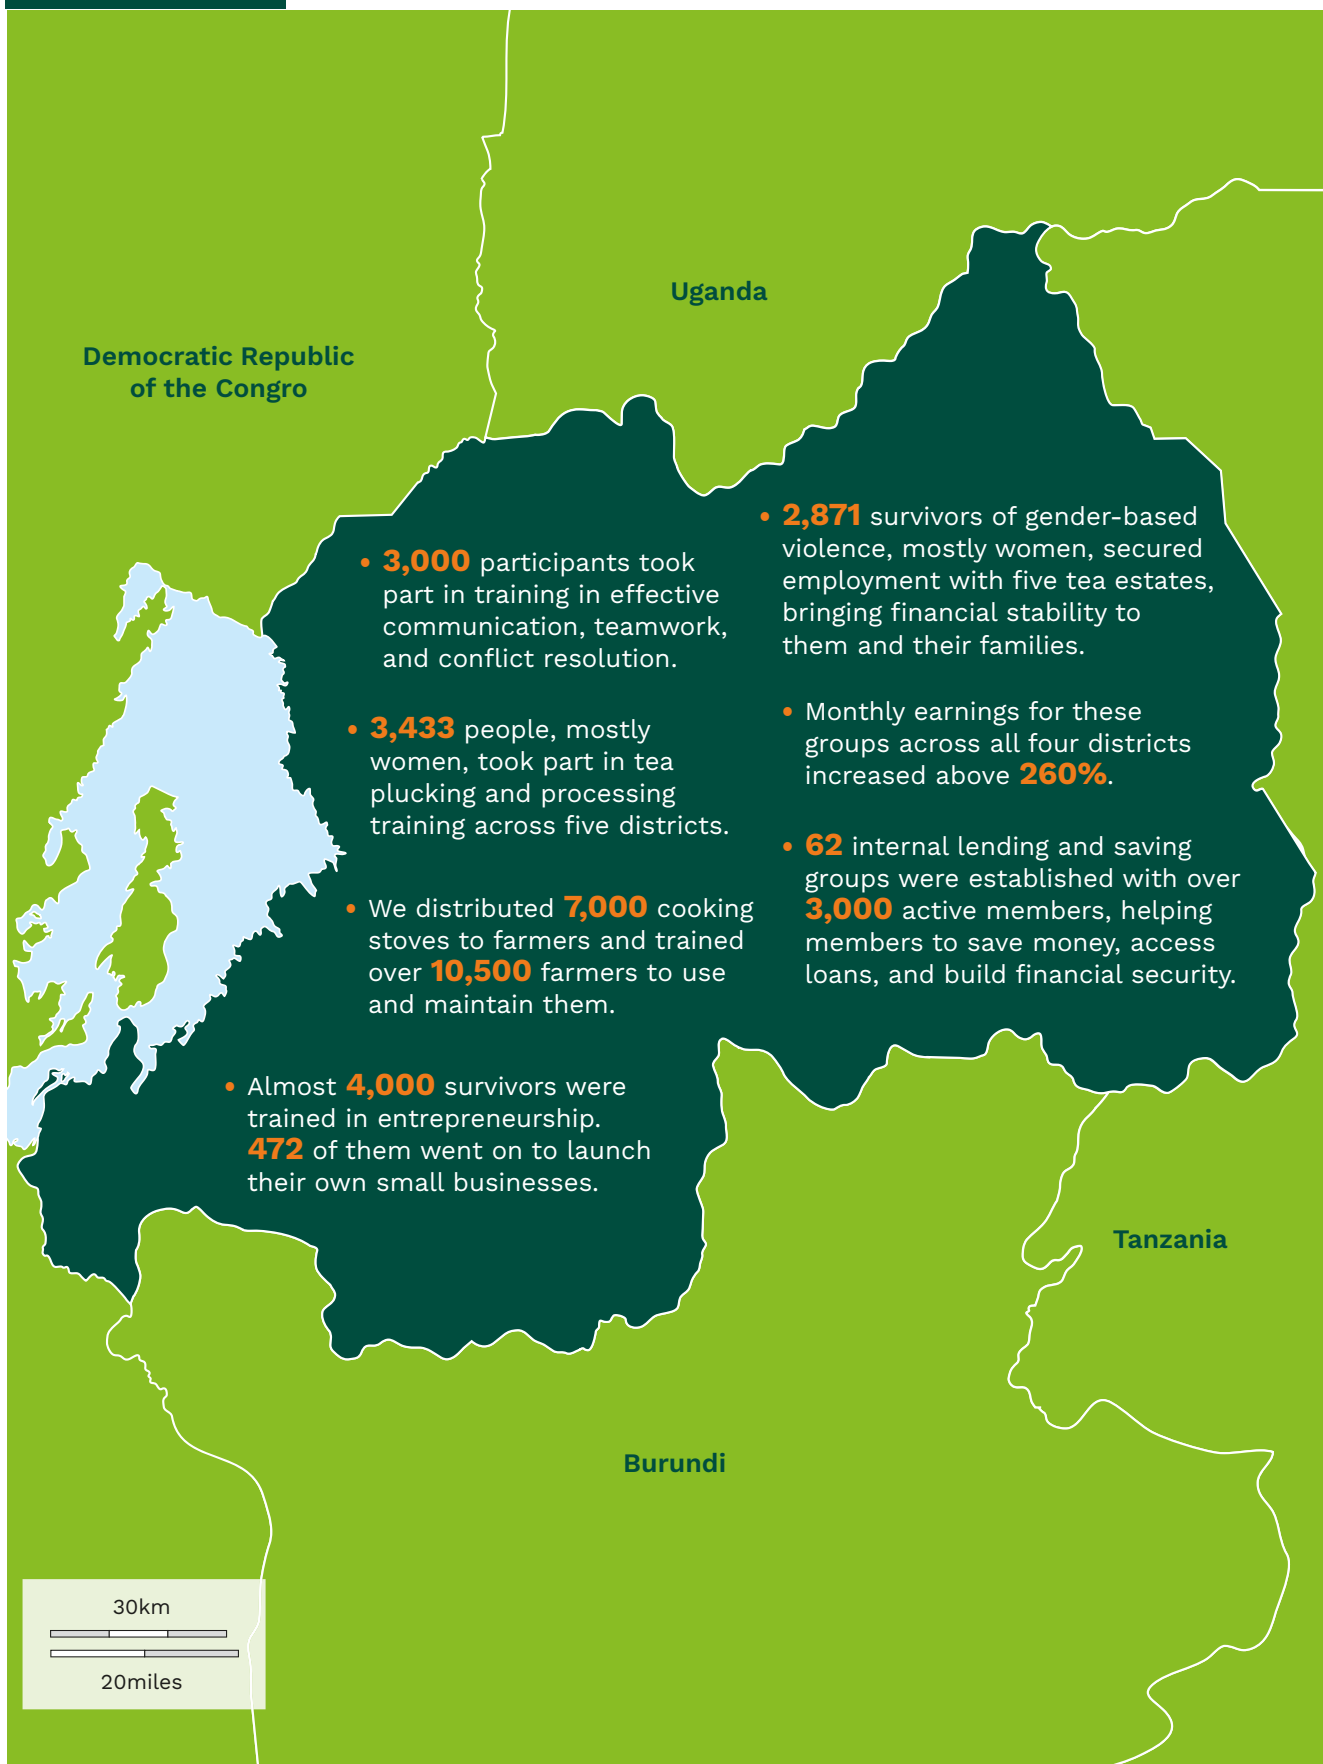 Uganda
Democratic Republic
of the Congro
• 3,000 participants took
part in training in effective
communication, teamwork,
and conflict resolution.
• 3,433 people, mostly
women, took part in tea
plucking and processing
training across five districts.
• We distributed 7,000 cooking
stoves to farmers and trained
over 10,500 farmers to use
and maintain them.
• Almost 4,000 survivors were
trained in entrepreneurship.
472 of them went on to launch
their own small businesses.
• 2,871 survivors of gender-based
violence, mostly women, secured
employment with five tea estates,
bringing financial stability to
them and their families.
• Monthly earnings for these
groups across all four districts
increased above 260%.
• 62 internal lending and saving
groups were established with over
3,000 active members, helping
members to save money, access
loans, and build financial security.
Tanzania
Burundi
30km
20miles